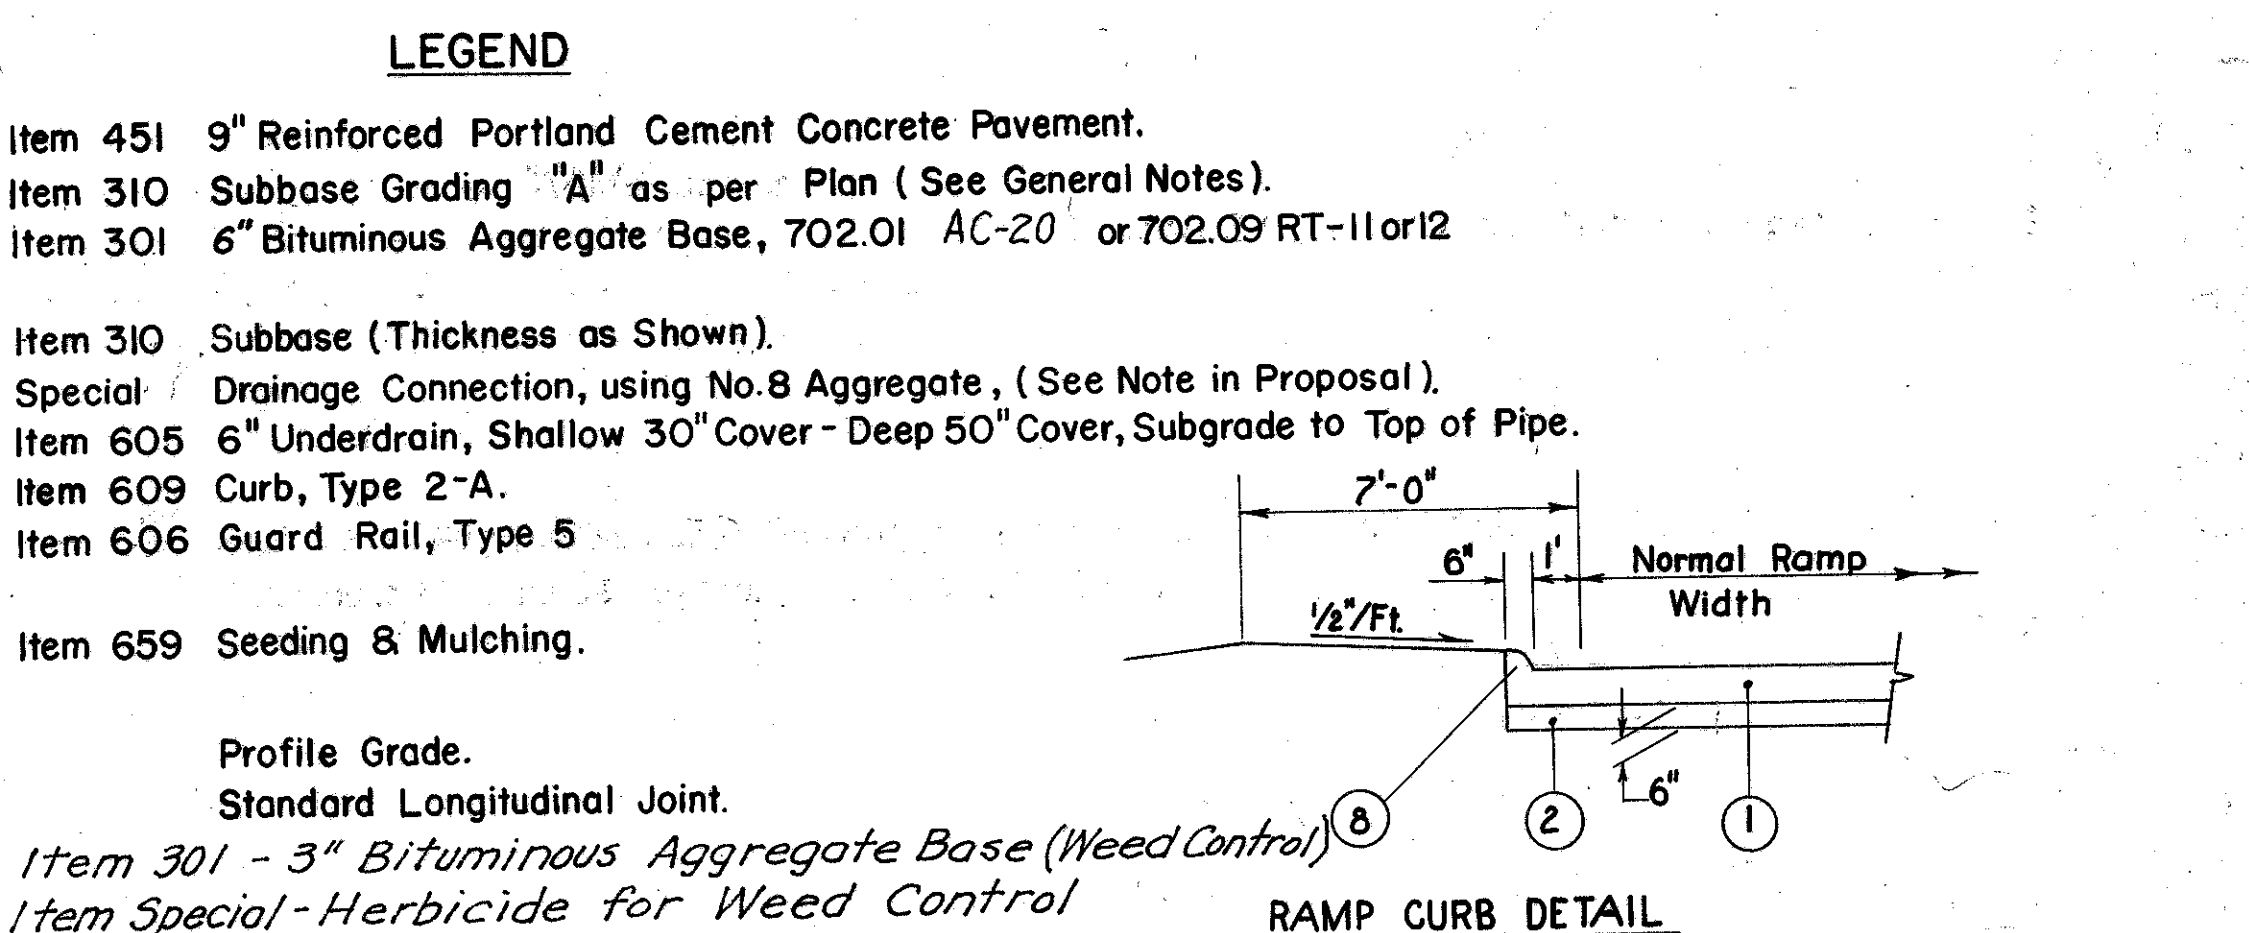 LEGEND
Item 451 9" Reinforced Portland Cement Concrete Pavement.
Item 310 Subbase Grading "A" as per Plan (See General Notes).
Item 301 6" Bituminous Aggregate Base, 702.01 AC-20 or 702.09 RT-11 or 12
Item 310 Subbase (Thickness as Shown).
Special Drainage Connection, using No. 8 Aggregate, (See Note in Proposal).
Item 605 6" Underdrain, Shallow 30" Cover - Deep 50" Cover, Subgrade to Top of Pipe.
Item 609 Curb, Type 2-A.
Item 606 Guard Rail, Type 5
Item 659 Seeding & Mulching.
Profile Grade.
Standard Longitudinal Joint.
Item 301 - 3" Bituminous Aggregate Base (Weed Control)
Item Special - Herbicide for Weed Control
7'-0"
6" 1' Normal Ramp
Width
1/2"/Ft.
6"
8 2 1
RAMP CURB DETAIL